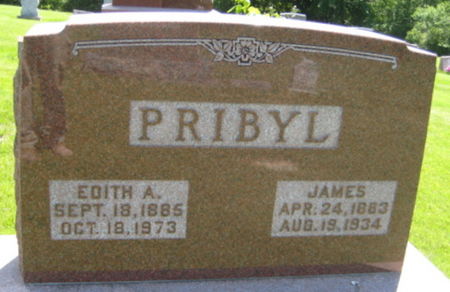 PRIBYL
EDITH A.
SEPT. 18, 1885
OCT. 18, 1973
JAMES
APR. 24, 1883
AUG. 19, 1934